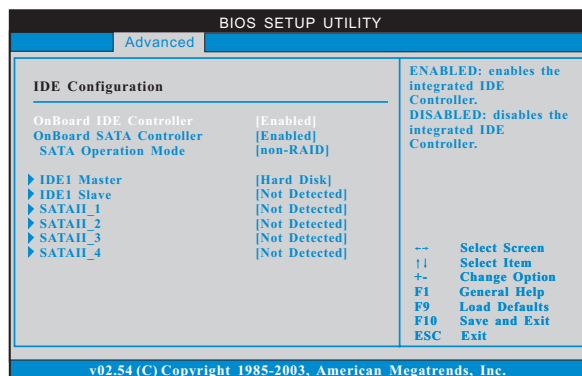 BIOS SETUP UTILITY
Advanced
IDE Configuration
OnBoard IDE Controller [Enabled]
OnBoard SATA Controller [Enabled]
SATA Operation Mode [non-RAID]
IDE1 Master [Hard Disk]
IDE1 Slave [Not Detected]
SATAII_1 [Not Detected]
SATAII_2 [Not Detected]
SATAII_3 [Not Detected]
SATAII_4 [Not Detected]
ENABLED: enables the
integrated IDE
Controller.
DISABLED: disables the
integrated IDE
Controller.
←→ Select Screen
↑↓ Select Item
+- Change Option
F1 General Help
F9 Load Defaults
F10 Save and Exit
ESC Exit
v02.54 (C) Copyright 1985-2003, American Megatrends, Inc.